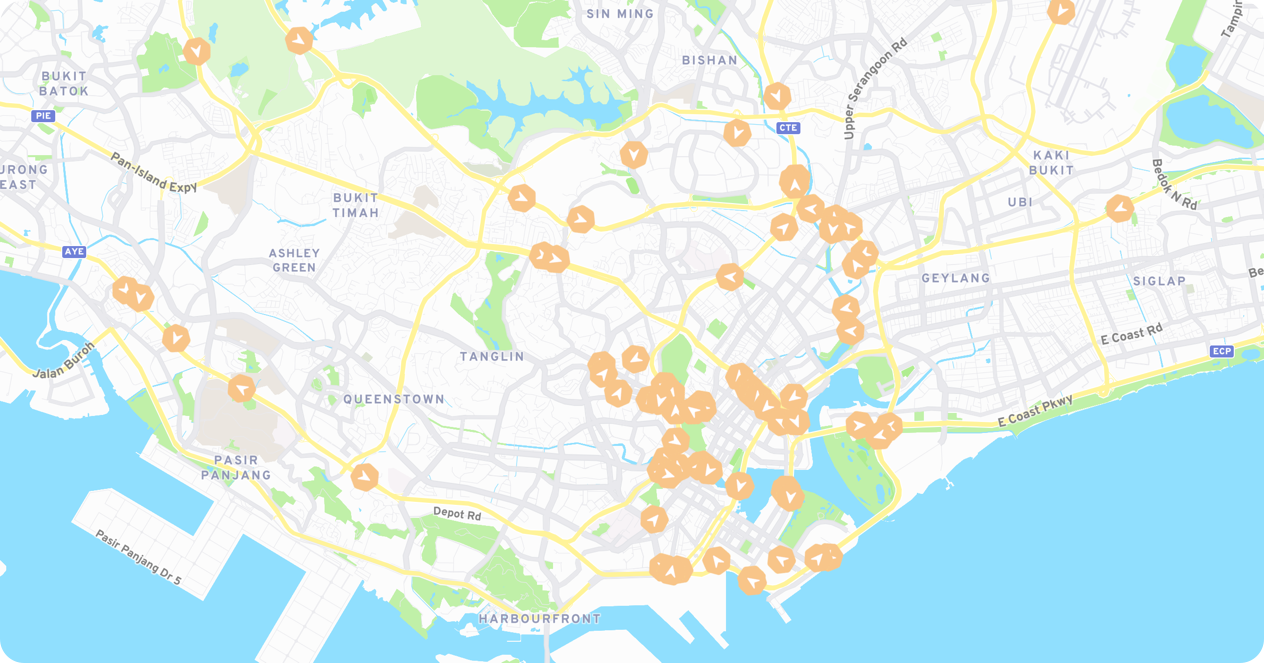 SIN MING
BISHAN
Upper Serangoon Rd
BUKIT
BATOK
PIE
CTE
KAKI
BUKIT
Pan-Island Expy
Bedok N Rd
BUKIT
TIMAH
UBI
AYE
ASHLEY
GREEN
GEYLANG
SIGLAP
E Coast Rd
ECP
Jalan Buroh
TANGLIN
QUEENSTOWN
E Coast Pkwy
PASIR
PANJANG
Depot Rd
Pasir Panjang Dr 5
HARBOURFRONT
EAST
URONG
Tampin
Be